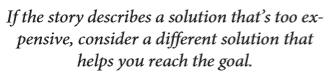 If the story describes a solution that’s too ex-
pensive, consider a different solution that
helps you reach the goal.